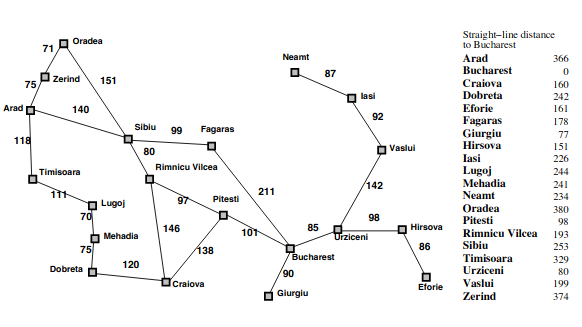 Straight–line distance
to Bucharest
Arad 366
Bucharest 0
Craiova 160
Dobreta 242
Eforie 161
Fagaras 178
Giurgiu 77
Hirsova 151
Iasi 226
Lugoj 244
Mehadia 241
Neamt 234
Oradea 380
Pitesti 98
Rimnicu Vilcea 193
Sibiu 253
Timisoara 329
Urziceni 80
Vaslui 199
Zerind 374
Oradea
71
Neamt
87
Zerind
75
151
Iasi
Arad
140
92
Sibiu
99
Fagaras
118
80
Vaslui
Rimnicu Vilcea
Timisoara
142
111
97
Pitesti
211
Lugoj
70
98
Hirsova
85
146
101
Urziceni
Mehadia
138
86
75
Bucharest
120
90
Dobreta
Craiova
Giurgiu
Eforie